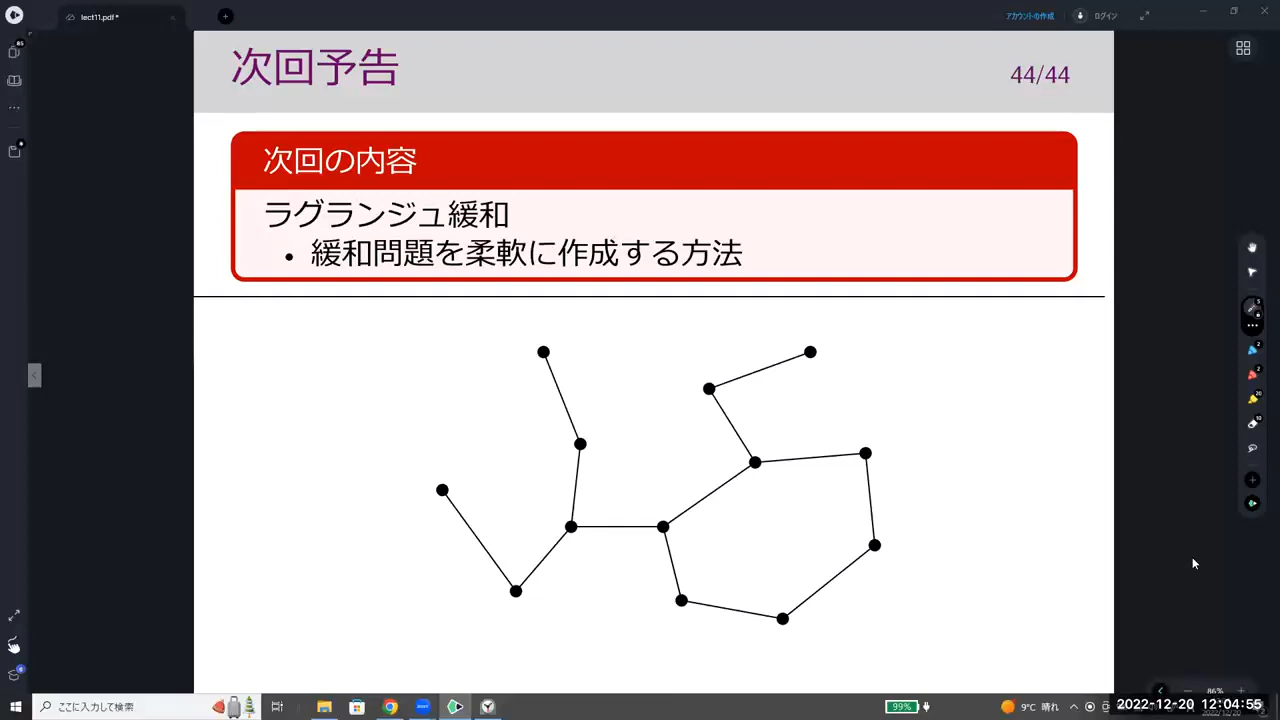 lect11.pdf*
アカウントの作成
ログイン
次回予告
44/44
次回の内容
ラグランジュ緩和
• 緩和問題を柔軟に作成する方法
86%
ここに入力して検索
zoom
99%
9℃ 晴れ
2022-12-20 12:04:55